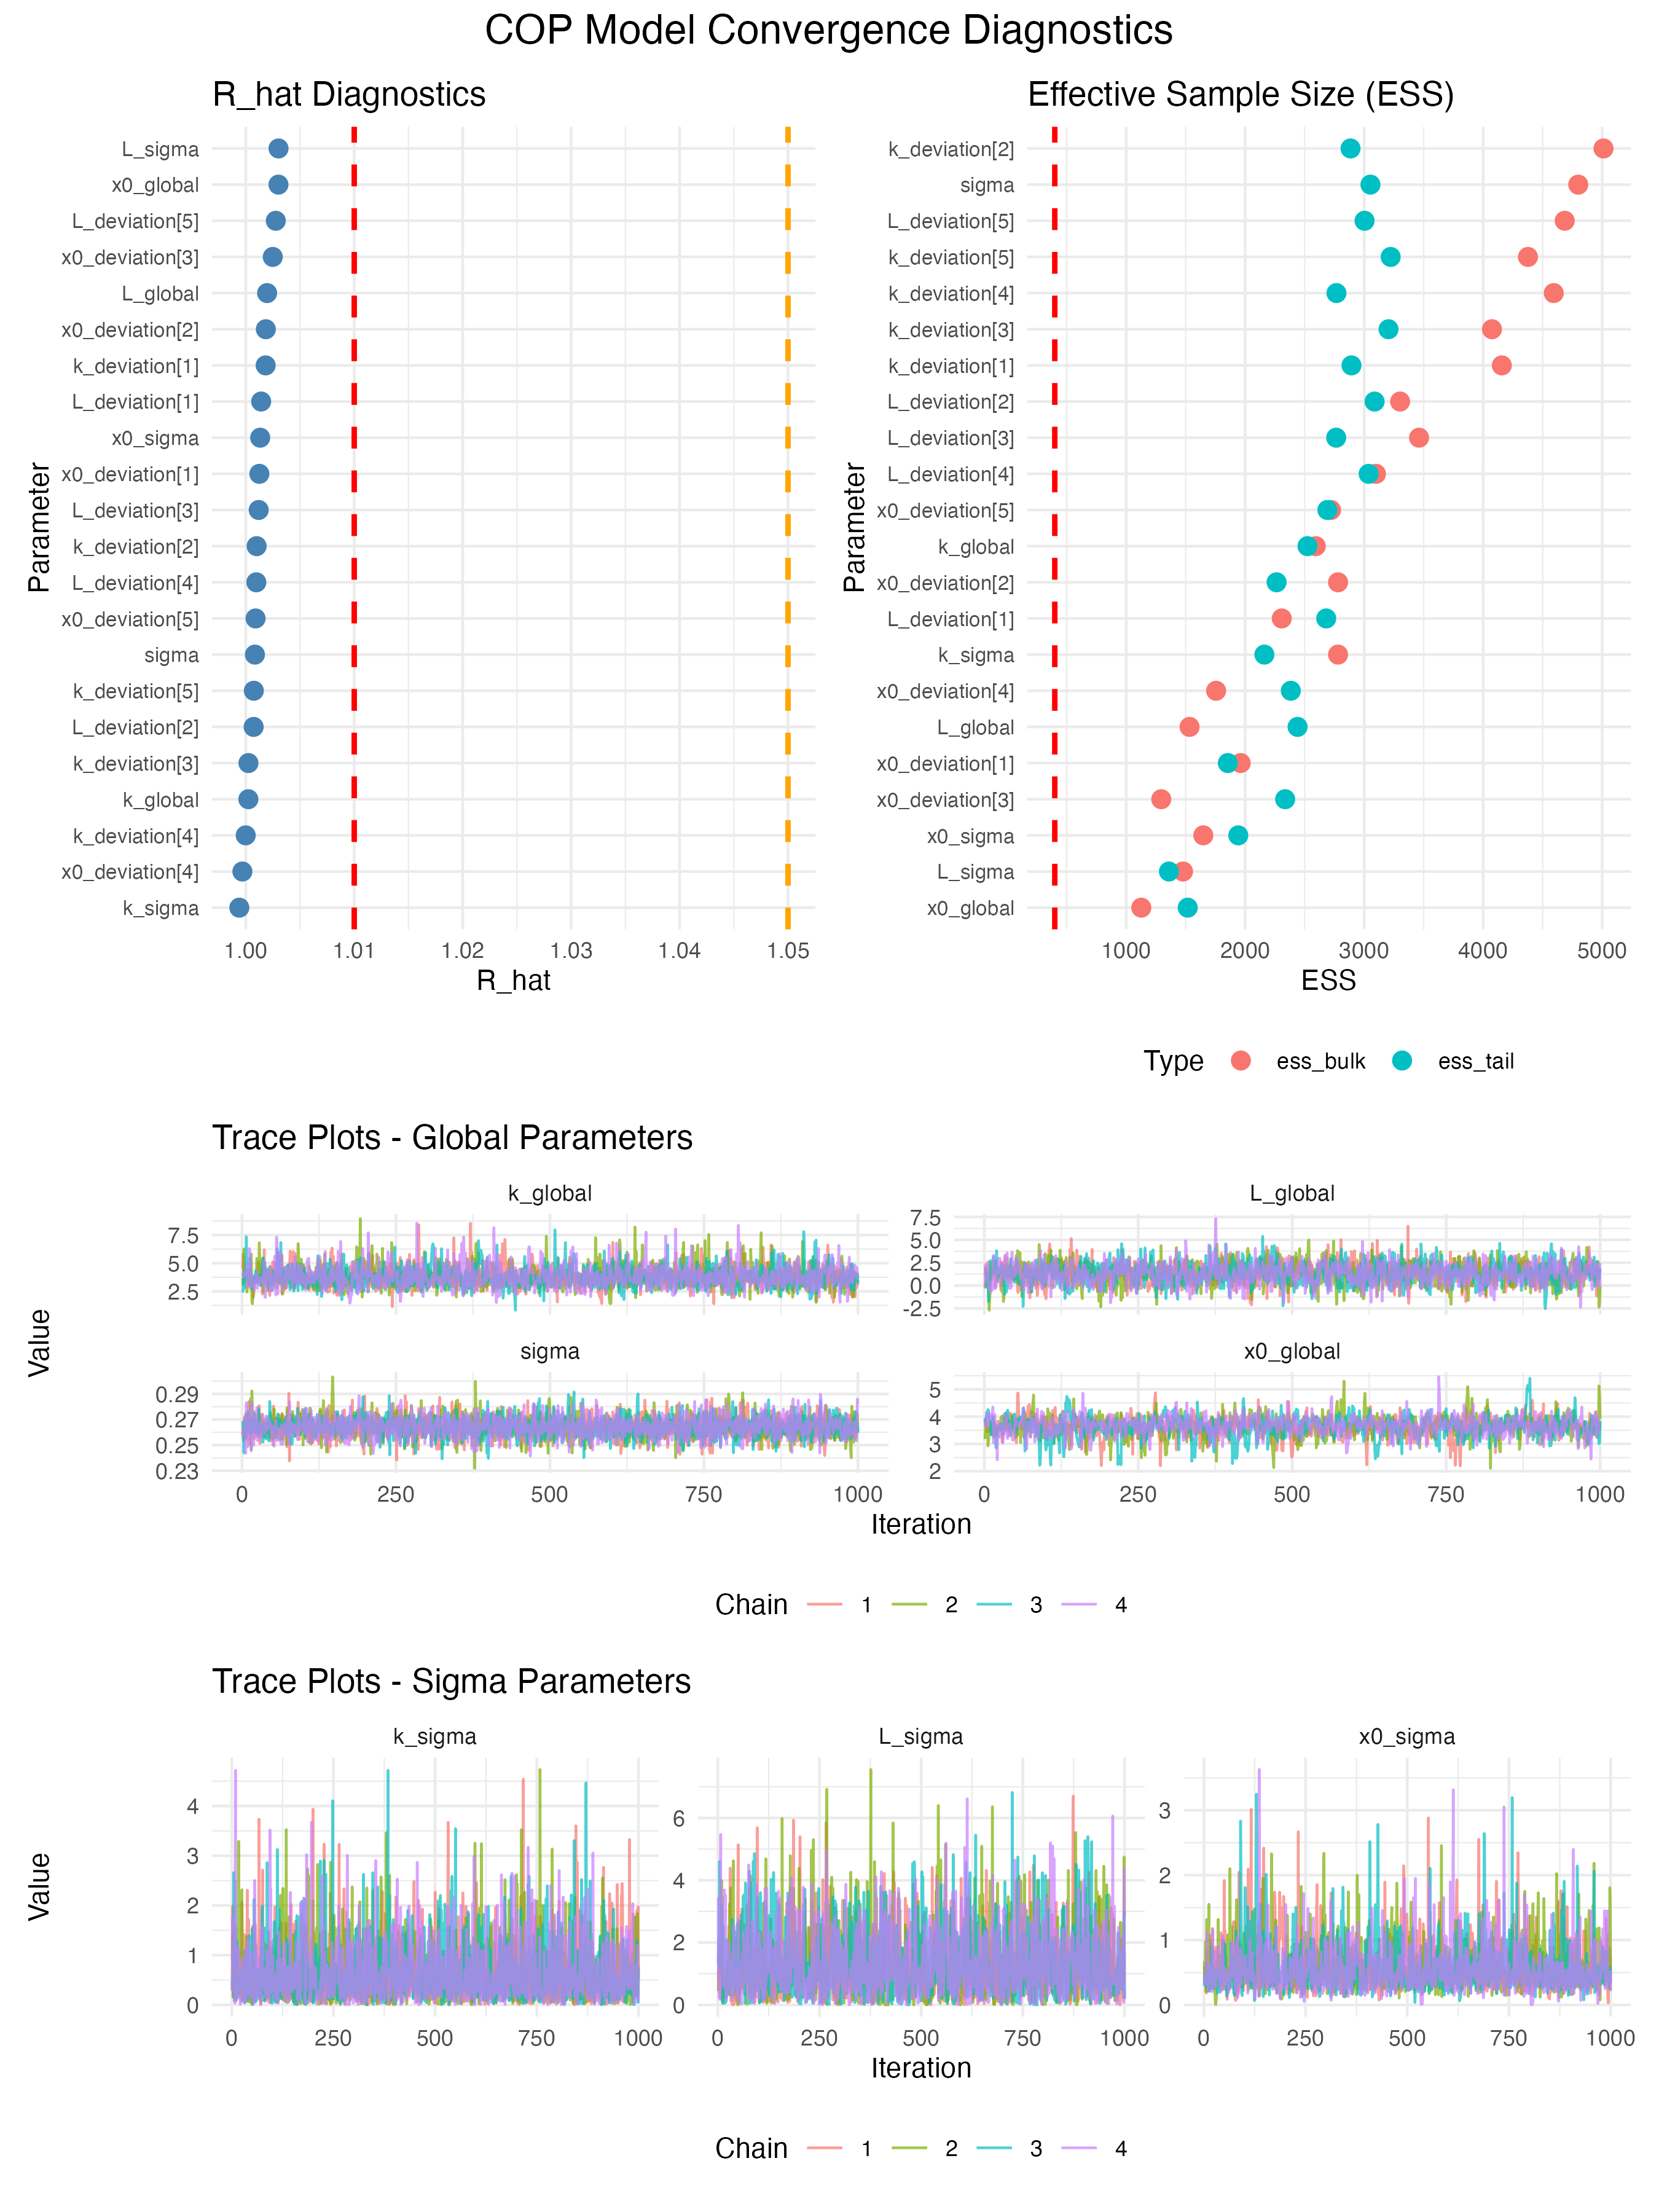 COP Model Convergence Diagnostics
R_hat Diagnostics
Parameter
L_sigma
x0_global
L_deviation[5]
x0_deviation[3]
L_global
x0_deviation[2]
k_deviation[1]
L_deviation[1]
x0_sigma
x0_deviation[1]
L_deviation[3]
k_deviation[2]
L_deviation[4]
x0_deviation[5]
sigma
k_deviation[5]
L_deviation[2]
k_deviation[3]
k_global
k_deviation[4]
x0_deviation[4]
k_sigma
1.00 1.01 1.02 1.03 1.04 1.05
R_hat
Effective Sample Size (ESS)
Parameter
k_deviation[2]
sigma
L_deviation[5]
k_deviation[5]
k_deviation[4]
k_deviation[3]
k_deviation[1]
L_deviation[2]
L_deviation[3]
L_deviation[4]
x0_deviation[5]
k_global
x0_deviation[2]
L_deviation[1]
k_sigma
x0_deviation[4]
L_global
x0_deviation[1]
x0_deviation[3]
x0_sigma
L_sigma
x0_global
1000 2000 3000 4000 5000
ESS
Type ess_bulk ess_tail
Trace Plots - Global Parameters
Value
k_global
7.5
5.0
2.5
L_global
7.5
5.0
2.5
0.0
-2.5
sigma
0.29
0.27
0.25
0.23
0 250 500 750 1000
x0_global
5
4
3
2
0 250 500 750 1000
Iteration
Chain 1 2 3 4
Trace Plots - Sigma Parameters
Value
k_sigma
4
3
2
1
0
0 250 500 750 1000
L_sigma
6
4
2
0
0 250 500 750 1000
x0_sigma
3
2
1
0
0 250 500 750 1000
Iteration
Chain 1 2 3 4